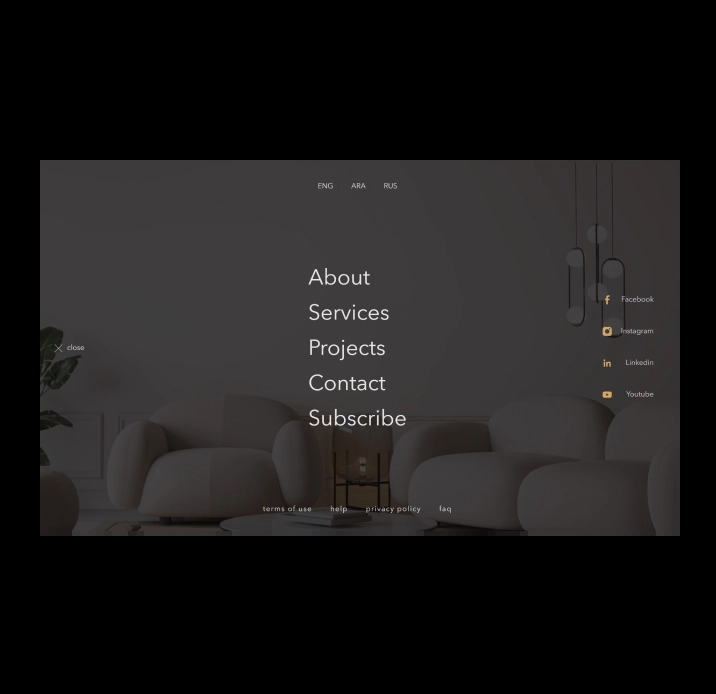 ENG ARA RUS
About
Services
Projects
Contact
Subscribe
close
Facebook
Instagram
Linkedin
Youtube
terms of use help privacy policy faq